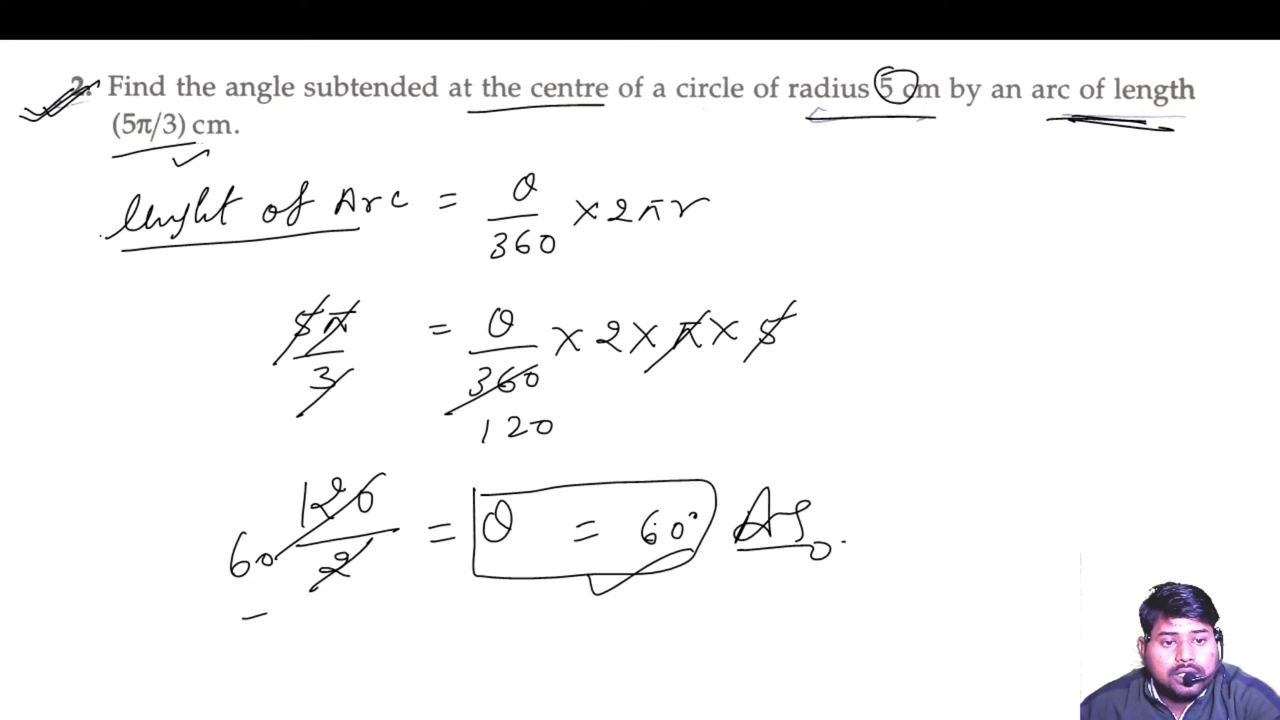 2. Find the angle subtended at the centre of a circle of radius 5 cm by an arc of length
(5π/3) cm.
lenght of Arc = θ/360 × 2πr
5π/3 = θ/360 × 2 × π × 5
120
60 120/2 = θ = 60° Ans.